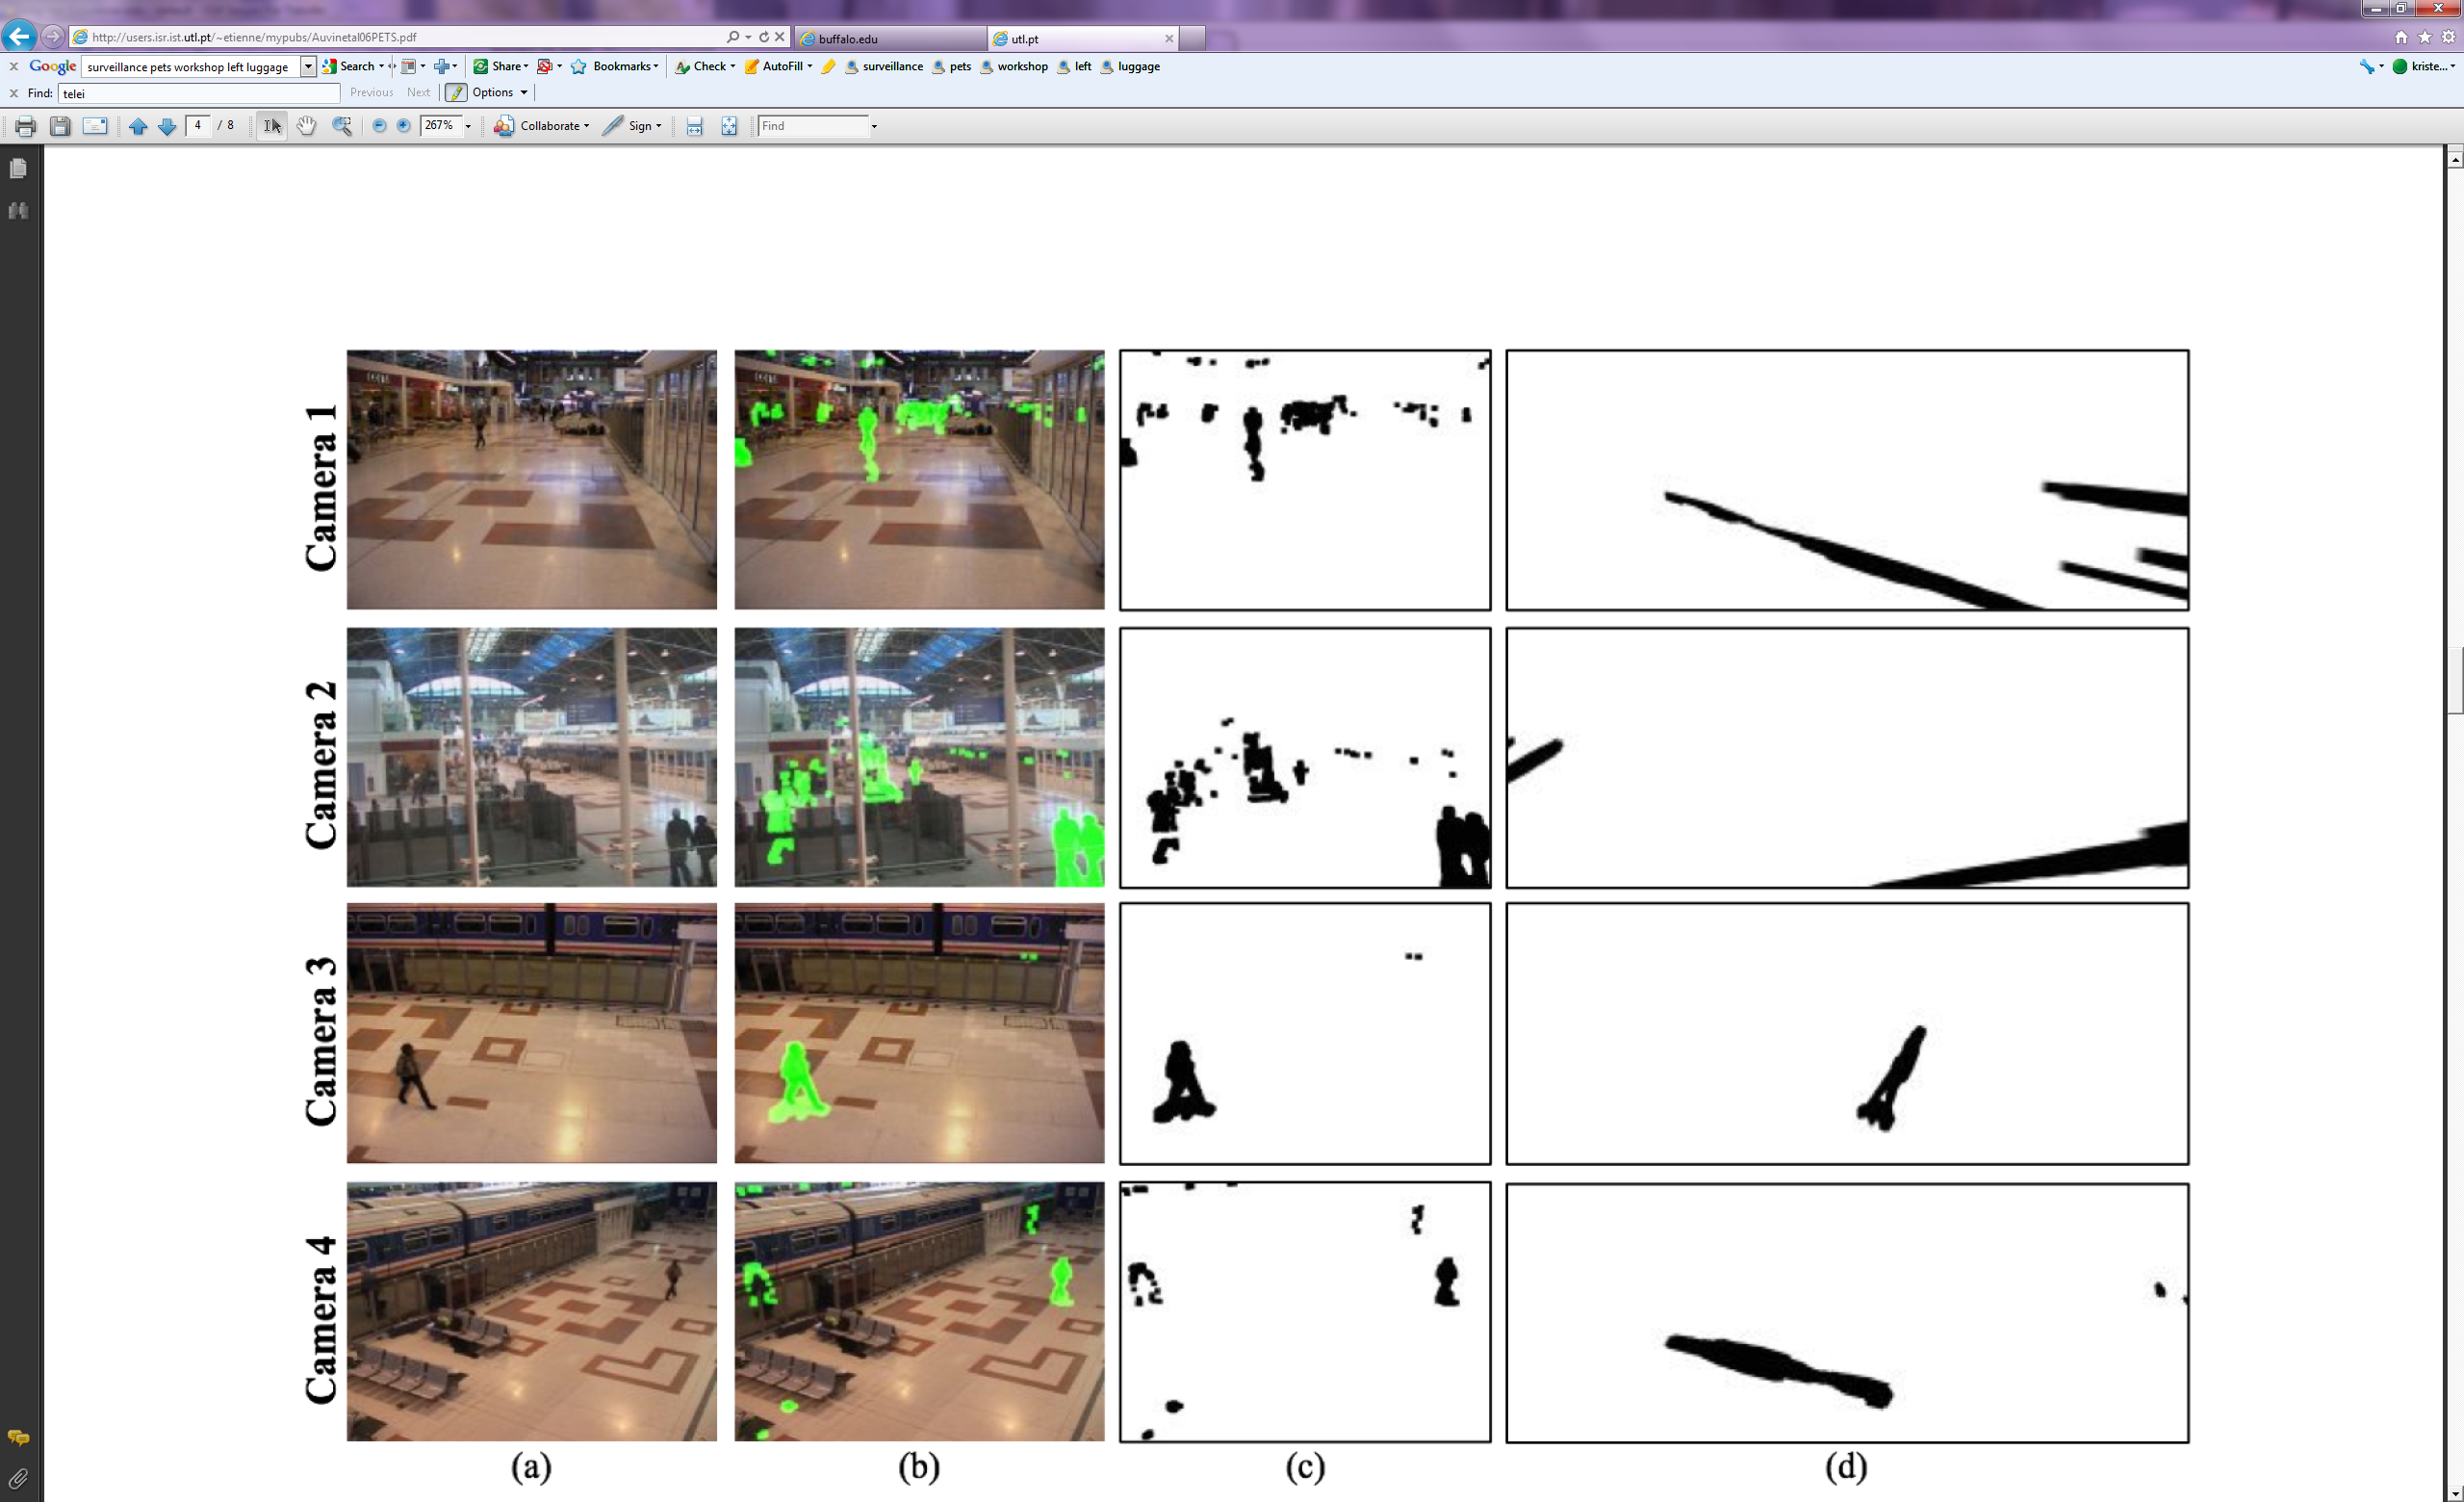 http://users.isr.ist.utl.pt/~etienne/mypubs/Auvinetal06PETS.pdf
buffalo.edu
utl.pt
Google
surveillance pets workshop left luggage
Search
Share
Bookmarks
Check
AutoFill
surveillance
pets
workshop
left
luggage
kriste...
Find:
telei
Previous
Next
Options
4
/ 8
267%
Collaborate
Sign
Find
Camera 1
Camera 2
Camera 3
Camera 4
(a)
(b)
(c)
(d)